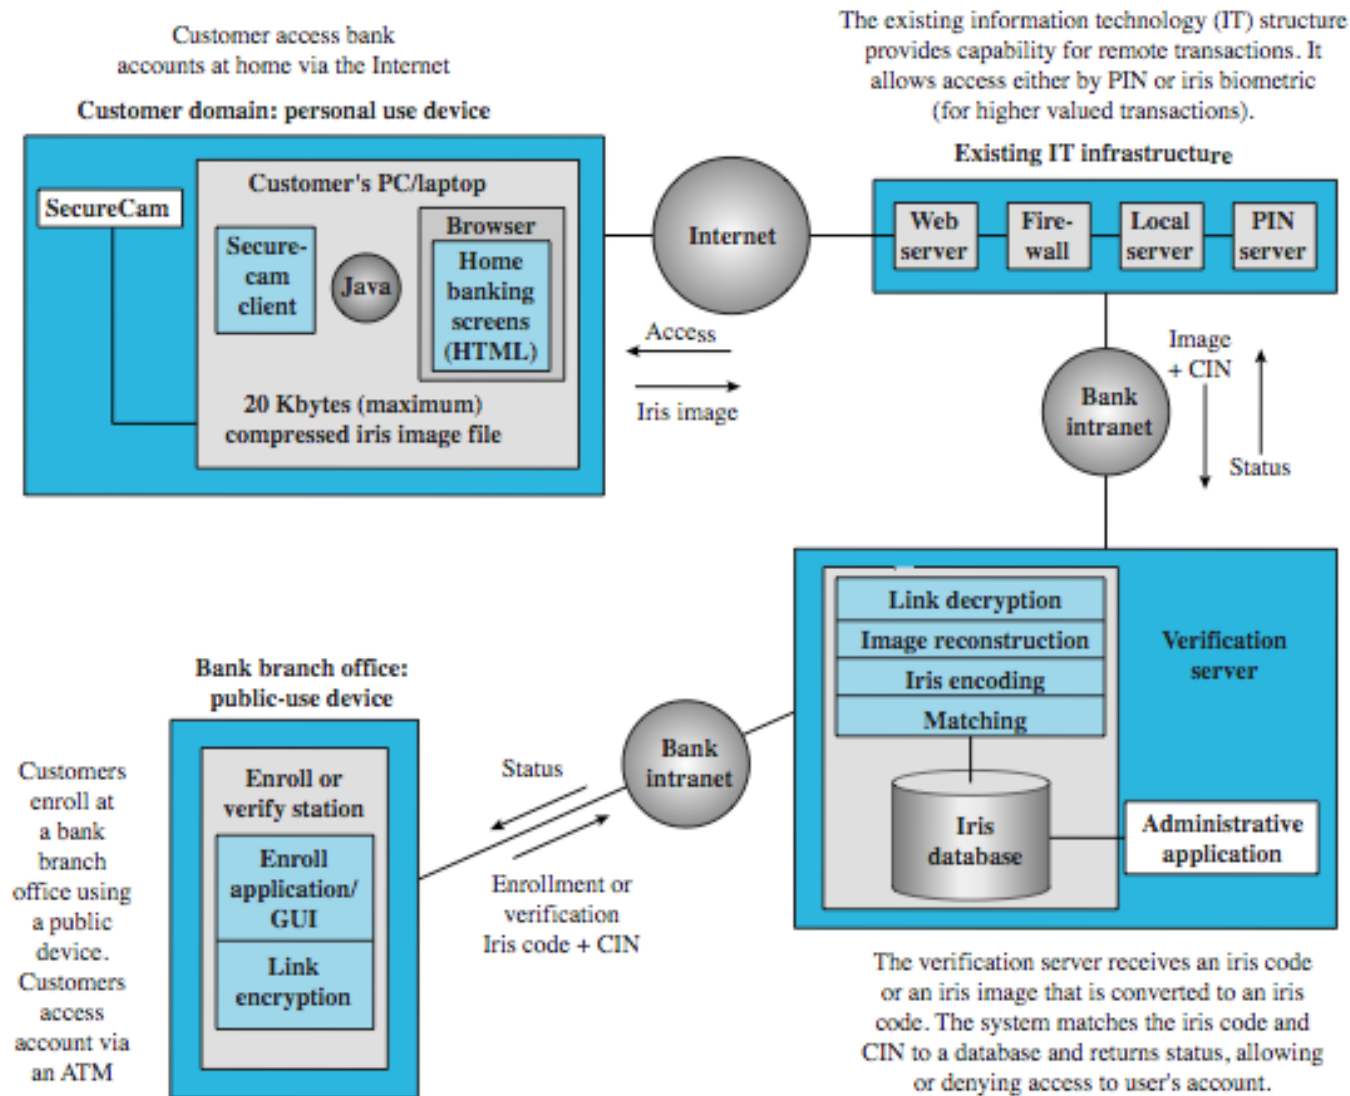 Customer access bank
accounts at home via the Internet
Customer domain: personal use device
SecureCam
Customer's PC/laptop
Secure-
cam
client
Java
Browser
Home
banking
screens
(HTML)
20 Kbytes (maximum)
compressed iris image file
Internet
Access
Iris image
The existing information technology (IT) structure
provides capability for remote transactions. It
allows access either by PIN or iris biometric
(for higher valued transactions).
Existing IT infrastructure
Web
server
Fire-
wall
Local
server
PIN
server
Bank
intranet
Image
+ CIN
Status
Link decryption
Image reconstruction
Iris encoding
Matching
Verification
server
Iris
database
Administrative
application
The verification server receives an iris code
or an iris image that is converted to an iris
code. The system matches the iris code and
CIN to a database and returns status, allowing
or denying access to user's account.
Bank branch office:
public-use device
Customers
enroll at
a bank
branch
office using
a public
device.
Customers
access
account via
an ATM
Enroll or
verify station
Enroll
application/
GUI
Link
encryption
Status
Bank
intranet
Enrollment or
verification
Iris code + CIN